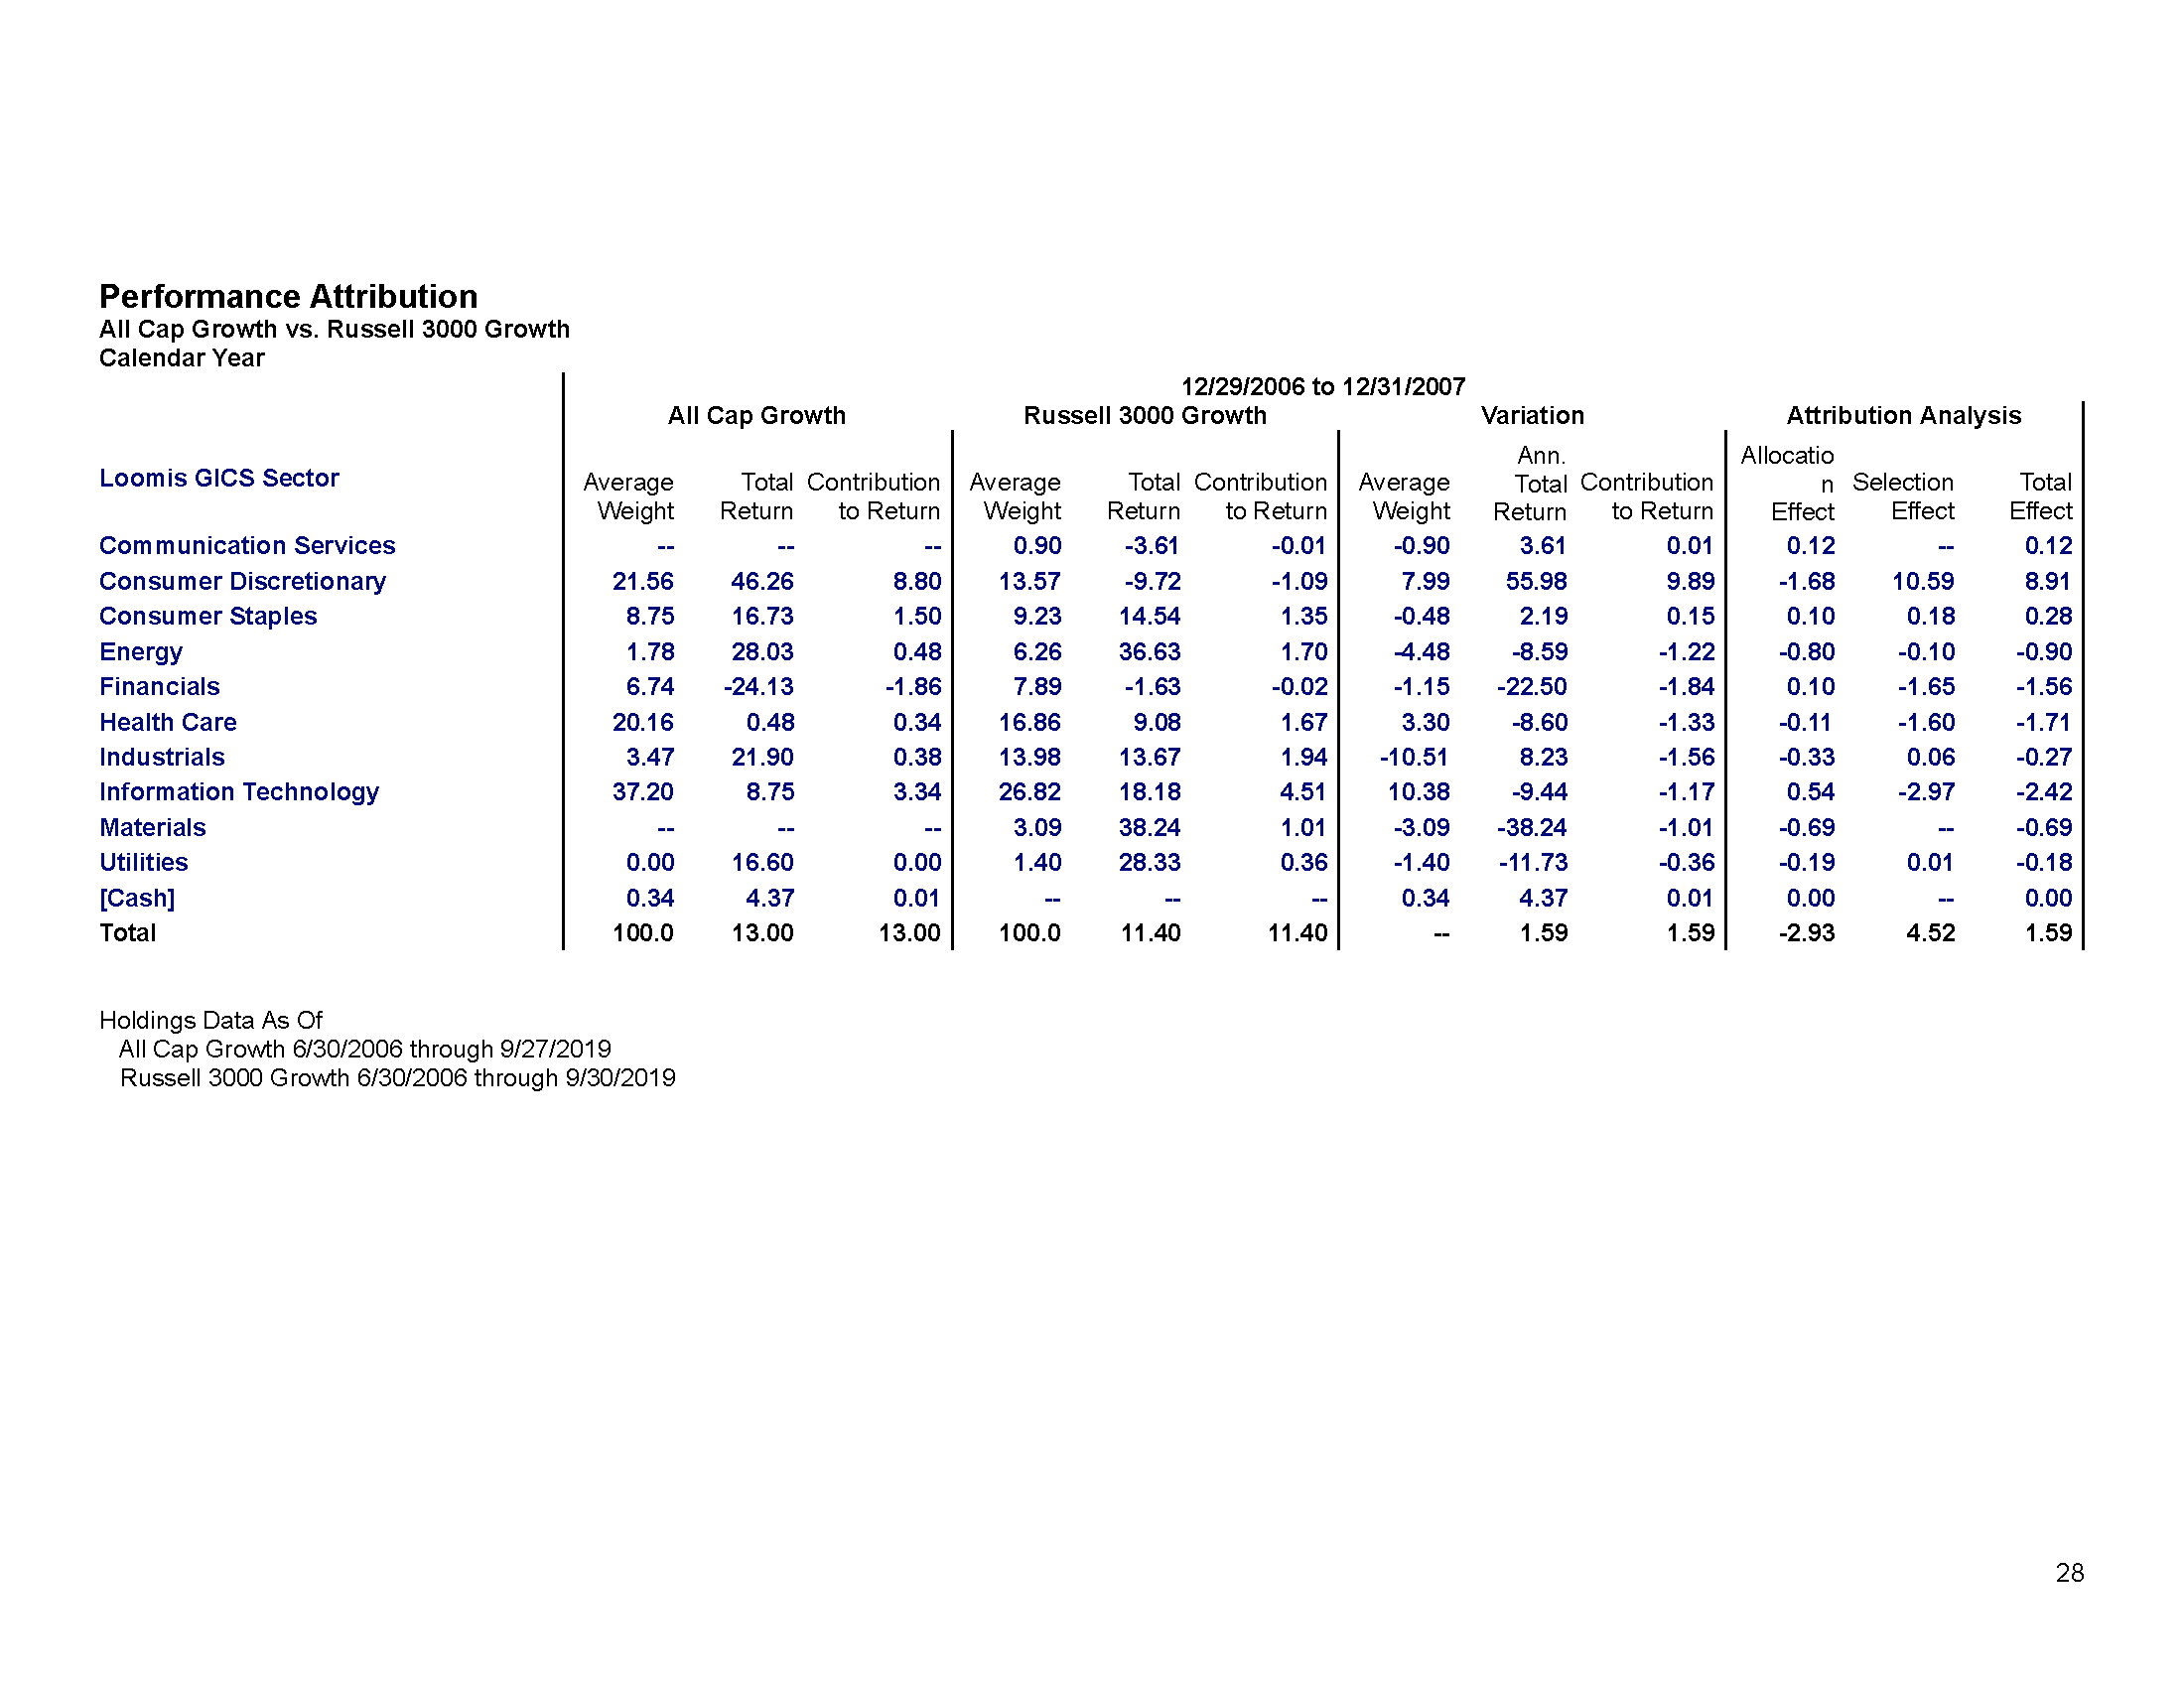 Performance Attribution
All Cap Growth vs. Russell 3000 Growth
Calendar Year
12/29/2006 to 12/31/2007
All Cap Growth Russell 3000 Growth Variation Attribution Analysis
Loomis GICS Sector Average Weight Total Return Contribution to Return Average Weight Total Return Contribution to Return Average Weight Ann. Total Return Contribution to Return Allocatio n Effect Selection Effect Total Effect
Communication Services -- -- -- 0.90 -3.61 -0.01 -0.90 3.61 0.01 0.12 -- 0.12
Consumer Discretionary 21.56 46.26 8.80 13.57 -9.72 -1.09 7.99 55.98 9.89 -1.68 10.59 8.91
Consumer Staples 8.75 16.73 1.50 9.23 14.54 1.35 -0.48 2.19 0.15 0.10 0.18 0.28
Energy 1.78 28.03 0.48 6.26 36.63 1.70 -4.48 -8.59 -1.22 -0.80 -0.10 -0.90
Financials 6.74 -24.13 -1.86 7.89 -1.63 -0.02 -1.15 -22.50 -1.84 0.10 -1.65 -1.56
Health Care 20.16 0.48 0.34 16.86 9.08 1.67 3.30 -8.60 -1.33 -0.11 -1.60 -1.71
Industrials 3.47 21.90 0.38 13.98 13.67 1.94 -10.51 8.23 -1.56 -0.33 0.06 -0.27
Information Technology 37.20 8.75 3.34 26.82 18.18 4.51 10.38 -9.44 -1.17 0.54 -2.97 -2.42
Materials -- -- -- 3.09 38.24 1.01 -3.09 -38.24 -1.01 -0.69 -- -0.69
Utilities 0.00 16.60 0.00 1.40 28.33 0.36 -1.40 -11.73 -0.36 -0.19 0.01 -0.18
[Cash] 0.34 4.37 0.01 -- -- -- 0.34 4.37 0.01 0.00 -- 0.00
Total 100.0 13.00 13.00 100.0 11.40 11.40 -- 1.59 1.59 -2.93 4.52 1.59
Holdings Data As Of
All Cap Growth 6/30/2006 through 9/27/2019
Russell 3000 Growth 6/30/2006 through 9/30/2019
28